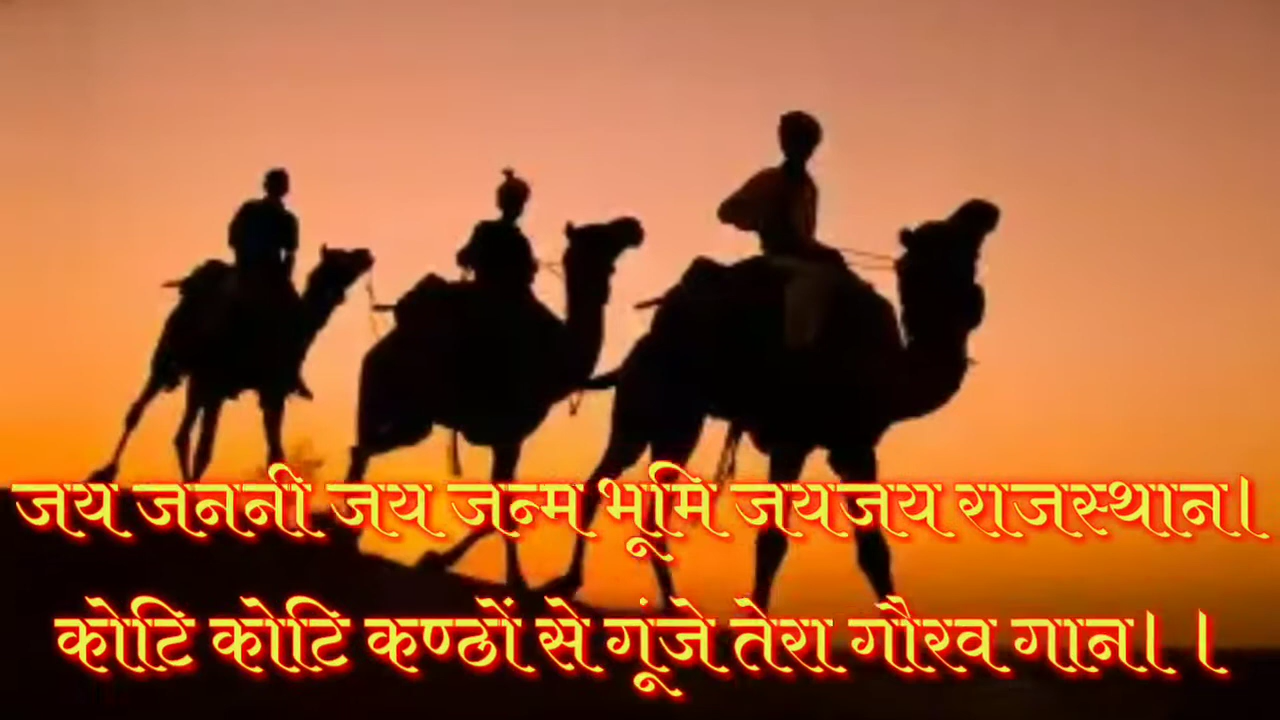 जय जननी जय जन्म भूमि जयजय राजस्थान।
कोटि कोटि कण्ठों से गूंजे तेरा गौरव गान। ।